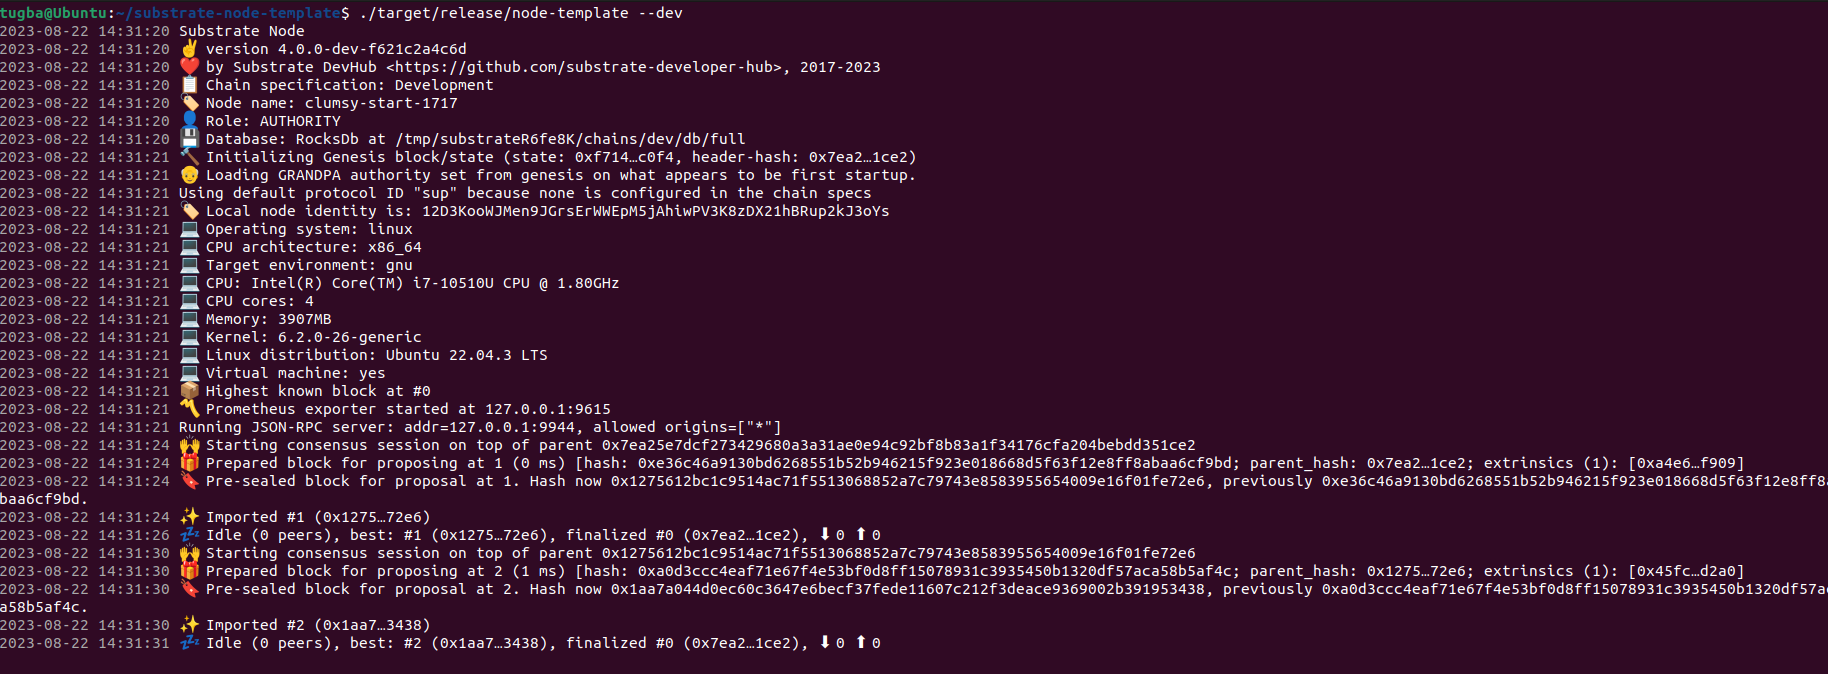 tugba@Ubuntu:~/substrate-node-template$ ./target/release/node-template --dev
2023-08-22 14:31:20 Substrate Node
2023-08-22 14:31:20 ✌️ version 4.0.0-dev-f621c2a4c6d
2023-08-22 14:31:20 ❤️ by Substrate DevHub <https://github.com/substrate-developer-hub>, 2017-2023
2023-08-22 14:31:20 📋 Chain specification: Development
2023-08-22 14:31:20 🏷 Node name: clumsy-start-1717
2023-08-22 14:31:20 👤 Role: AUTHORITY
2023-08-22 14:31:20 💾 Database: RocksDb at /tmp/substrateR6fe8K/chains/dev/db/full
2023-08-22 14:31:21 🔨 Initializing Genesis block/state (state: 0xf714…c0f4, header-hash: 0x7ea2…1ce2)
2023-08-22 14:31:21 👴 Loading GRANDPA authority set from genesis on what appears to be first startup.
2023-08-22 14:31:21 Using default protocol ID "sup" because none is configured in the chain specs
2023-08-22 14:31:21 🏷 Local node identity is: 12D3KooWJMen9JGrsErWWEpM5jAhiwPV3K8zDX21hBRup2kJ3oYs
2023-08-22 14:31:21 💻 Operating system: linux
2023-08-22 14:31:21 💻 CPU architecture: x86_64
2023-08-22 14:31:21 💻 Target environment: gnu
2023-08-22 14:31:21 💻 CPU: Intel(R) Core(TM) i7-10510U CPU @ 1.80GHz
2023-08-22 14:31:21 💻 CPU cores: 4
2023-08-22 14:31:21 💻 Memory: 3907MB
2023-08-22 14:31:21 💻 Kernel: 6.2.0-26-generic
2023-08-22 14:31:21 💻 Linux distribution: Ubuntu 22.04.3 LTS
2023-08-22 14:31:21 💻 Virtual machine: yes
2023-08-22 14:31:21 📦 Highest known block at #0
2023-08-22 14:31:21 〽️ Prometheus exporter started at 127.0.0.1:9615
2023-08-22 14:31:21 Running JSON-RPC server: addr=127.0.0.1:9944, allowed origins=["*"]
2023-08-22 14:31:24 🙌 Starting consensus session on top of parent 0x7ea25e7dcf273429680a3a31ae0e94c92bf8b83a1f34176cfa204bebdd351ce2
2023-08-22 14:31:24 🎁 Prepared block for proposing at 1 (0 ms) [hash: 0xe36c46a9130bd6268551b52b946215f923e018668d5f63f12e8ff8abaa6cf9bd; parent_hash: 0x7ea2…1ce2; extrinsics (1): [0xa4e6…f909]
2023-08-22 14:31:24 🔖 Pre-sealed block for proposal at 1. Hash now 0x1275612bc1c9514ac71f5513068852a7c79743e8583955654009e16f01fe72e6, previously 0xe36c46a9130bd6268551b52b946215f923e018668d5f63f12e8ff8a
baa6cf9bd.
2023-08-22 14:31:24 ✨ Imported #1 (0x1275…72e6)
2023-08-22 14:31:26 💤 Idle (0 peers), best: #1 (0x1275…72e6), finalized #0 (0x7ea2…1ce2), ⬇ 0 ⬆ 0
2023-08-22 14:31:30 🙌 Starting consensus session on top of parent 0x1275612bc1c9514ac71f5513068852a7c79743e8583955654009e16f01fe72e6
2023-08-22 14:31:30 🎁 Prepared block for proposing at 2 (1 ms) [hash: 0xa0d3ccc4eaf71e67f4e53bf0d8ff15078931c3935450b1320df57aca58b5af4c; parent_hash: 0x1275…72e6; extrinsics (1): [0x45fc…d2a0]
2023-08-22 14:31:30 🔖 Pre-sealed block for proposal at 2. Hash now 0x1aa7a044d0ec60c3647e6becf37fede11607c212f3deace9369002b391953438, previously 0xa0d3ccc4eaf71e67f4e53bf0d8ff15078931c3935450b1320df57ac
a58b5af4c.
2023-08-22 14:31:30 ✨ Imported #2 (0x1aa7…3438)
2023-08-22 14:31:31 💤 Idle (0 peers), best: #2 (0x1aa7…3438), finalized #0 (0x7ea2…1ce2), ⬇ 0 ⬆ 0